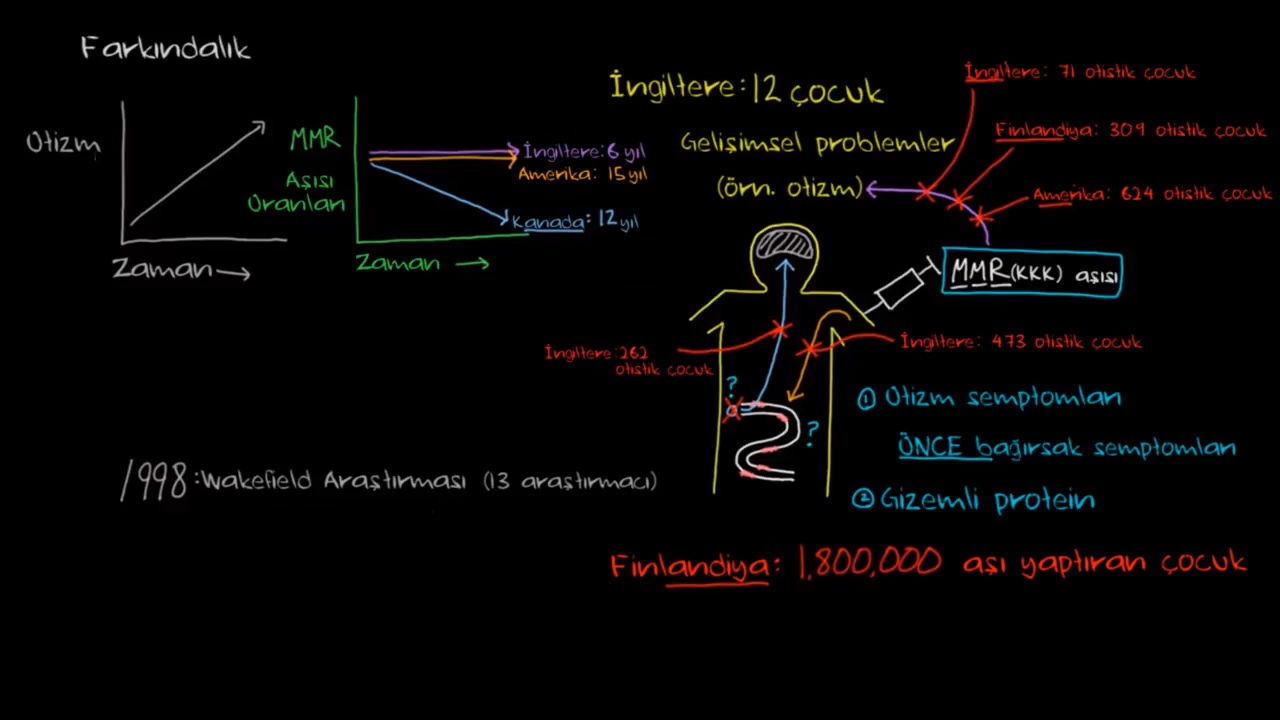 Farkındalık
Otizm
Zaman
MMR
Aşısı
Oranları
Zaman
İngiltere: 6 yıl
Amerika: 15 yıl
Kanada: 12 yıl
1998: Wakefield Araştırması (13 araştırmacı)
İngiltere: 12 çocuk
Gelişimsel problemler
(örn. otizm)
İngiltere: 71 otistik çocuk
Finlandiya: 309 otistik çocuk
Amerika: 624 otistik çocuk
MMR (KKK) aşısı
İngiltere: 262
otistik çocuk
İngiltere: 473 otistik çocuk
?
?
① Otizm semptomları
ÖNCE bağırsak semptomları
② Gizemli protein
Finlandiya: 1,800,000 aşı yaptıran çocuk